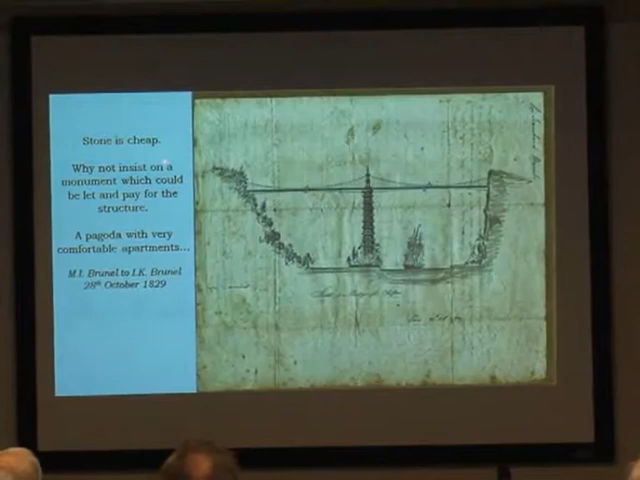 Stone is cheap.
Why not insist on a
monument which could
be let and pay for the
structure.
A pagoda with very
comfortable apartments...
M.I. Brunel to I.K. Brunel
28th October 1829